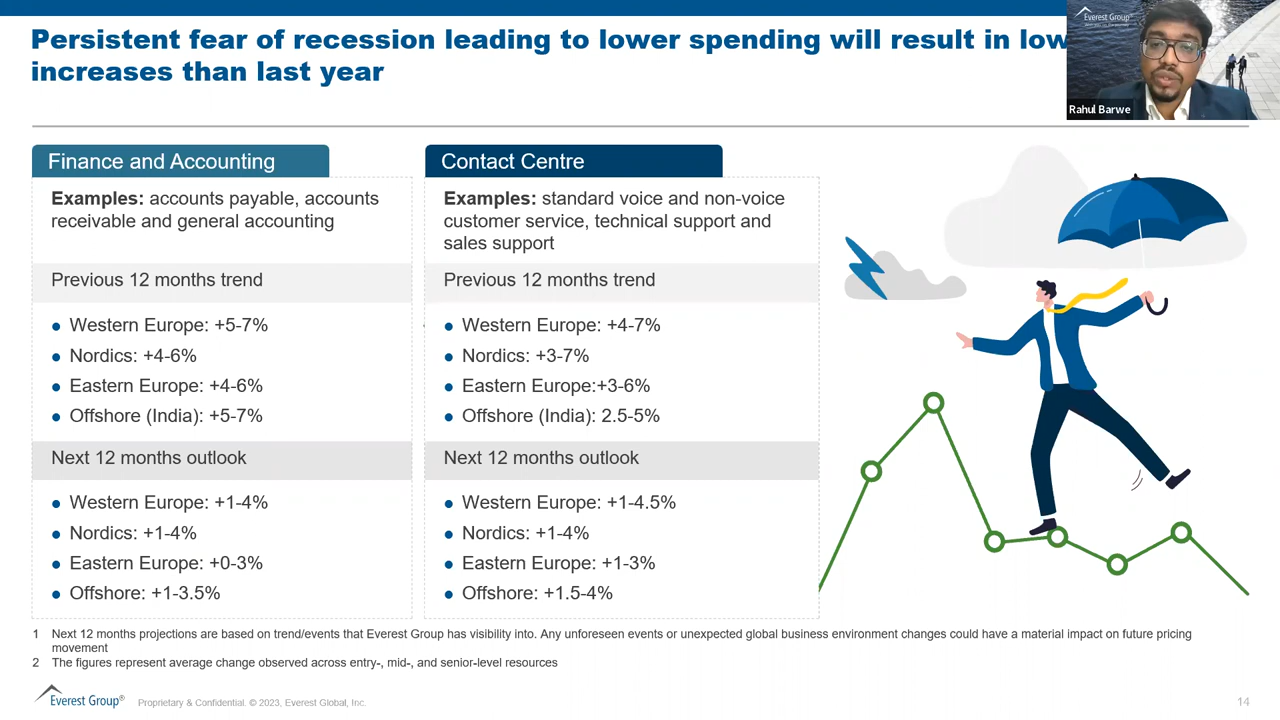 Persistent fear of recession leading to lower spending will result in low
increases than last year
Everest Group®
Rahul Barwe
Finance and Accounting
Examples: accounts payable, accounts
receivable and general accounting
Previous 12 months trend
Western Europe: +5-7%
Nordics: +4-6%
Eastern Europe: +4-6%
Offshore (India): +5-7%
Next 12 months outlook
Western Europe: +1-4%
Nordics: +1-4%
Eastern Europe: +0-3%
Offshore: +1-3.5%
Contact Centre
Examples: standard voice and non-voice
customer service, technical support and
sales support
Previous 12 months trend
Western Europe: +4-7%
Nordics: +3-7%
Eastern Europe:+3-6%
Offshore (India): 2.5-5%
Next 12 months outlook
Western Europe: +1-4.5%
Nordics: +1-4%
Eastern Europe: +1-3%
Offshore: +1.5-4%
1 Next 12 months projections are based on trend/events that Everest Group has visibility into. Any unforeseen events or unexpected global business environment changes could have a material impact on future pricing
movement
2 The figures represent average change observed across entry-, mid-, and senior-level resources
Everest Group® Proprietary & Confidential. © 2023, Everest Global, Inc.
14